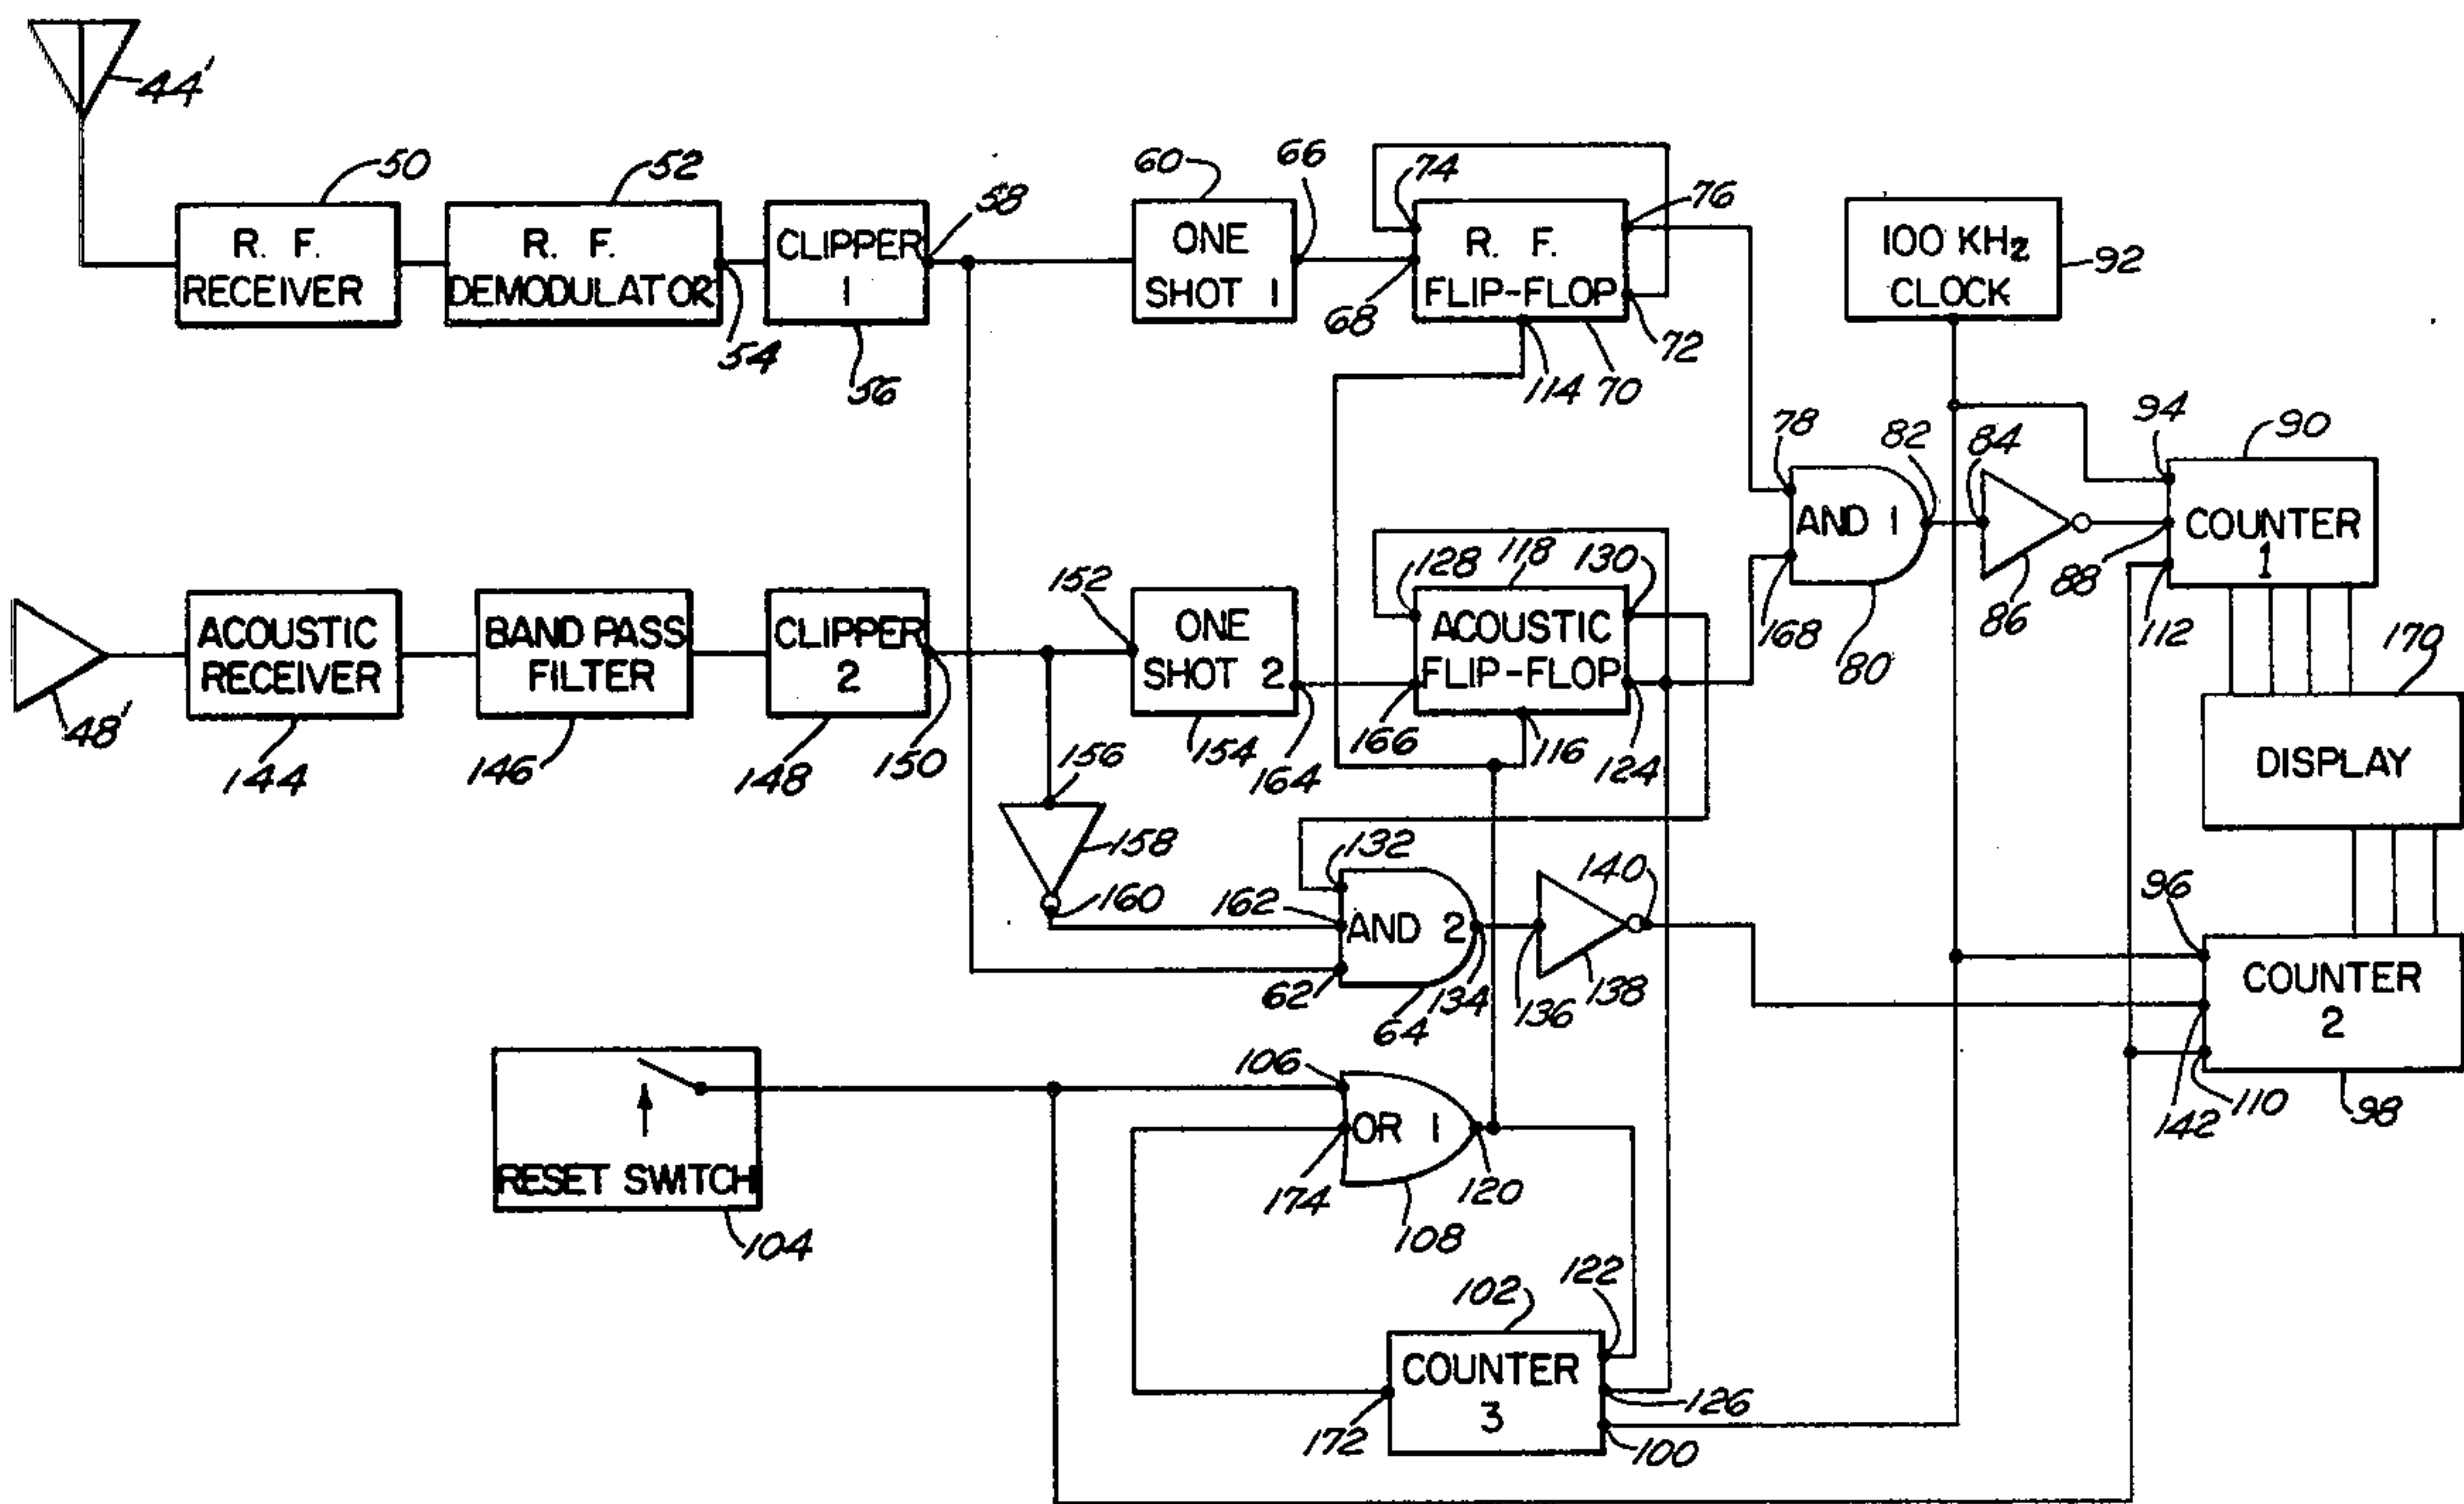 44'
50
R. F.
RECEIVER
52
R. F.
DEMODULATOR
54
CLIPPER
1
56
58
60
ONE
SHOT 1
66
68
74
R. F.
FLIP-FLOP
76
72
114
70
100 KHz
CLOCK
92
78
82
84
94
90
AND 1
COUNTER
1
168
80
86
88
112
48'
ACOUSTIC
RECEIVER
144
BAND PASS
FILTER
146
CLIPPER
2
148
150
152
ONE
SHOT 2
154
164
128
118
130
ACOUSTIC
FLIP-FLOP
166
116
124
170
DISPLAY
156
158
160
132
162
AND 2
62
64
134
136
138
140
96
COUNTER
2
142
110
98
RESET SWITCH
104
106
OR 1
174
120
108
102
122
COUNTER
3
172
126
100